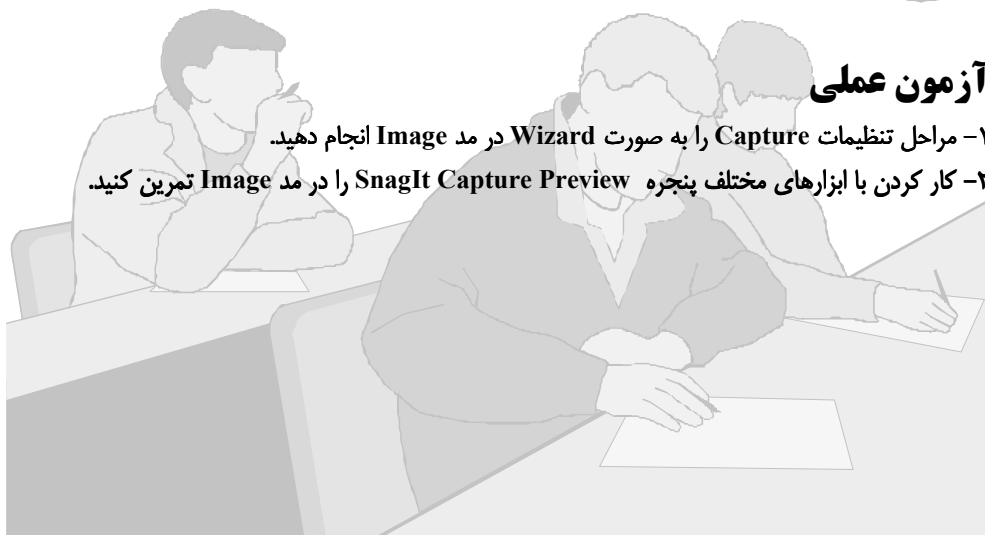 آزمون عملی
۱- مراحل تنظیمات Capture را به صورت Wizard در مد Image انجام دهید.
۲- کار کردن با ابزارهای مختلف پنجره SnagIt Capture Preview را در مد Image تمرین کنید.